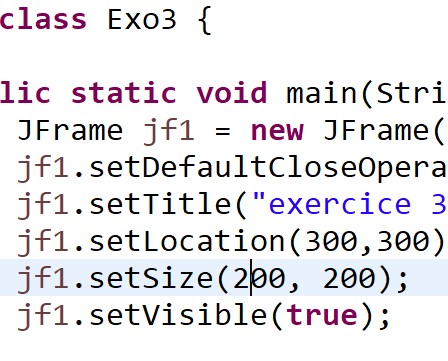 class Exo3 {
lic static void main(Stri
JFrame jf1 = new JFrame(
jf1.setDefaultCloseOpera
jf1.setTitle("exercice 3
jf1.setLocation(300,300)
jf1.setSize(200, 200);
jf1.setVisible(true);